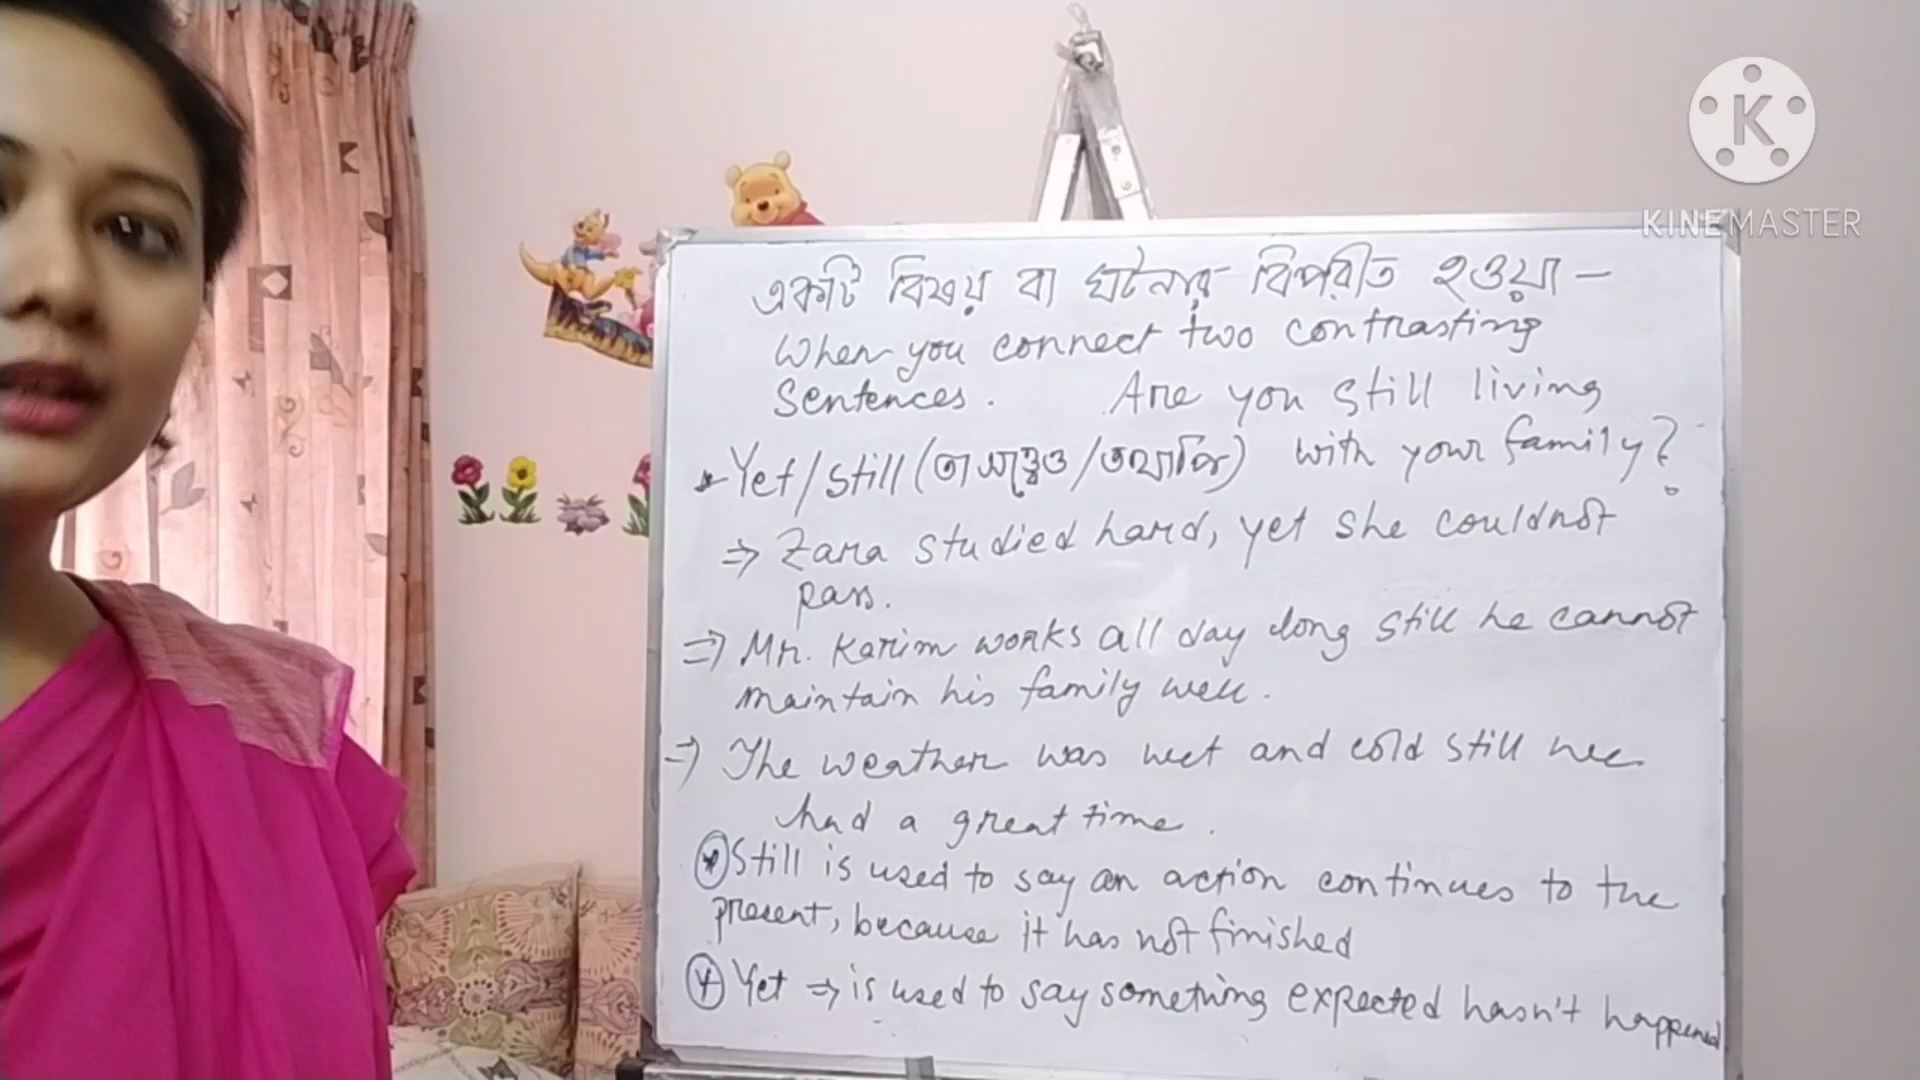 একটি বিষয় বা ঘটনার বিপরীত হওয়া -
When you connect two contrasting
Sentences. Are you still living
* Yet/still (তা সত্ত্বেও/তথাপি) with your family?
⇒ Zara studied hard, yet she couldnot
pass.
⇒ Mr. Karim works all day long still he cannot
maintain his family well.
⇒ The weather was wet and cold still we
had a great time.
* Still is used to say an action continues to the
present, because it has not finished
* Yet ⇒ is used to say something expected hasn't happened
K
KINEMASTER